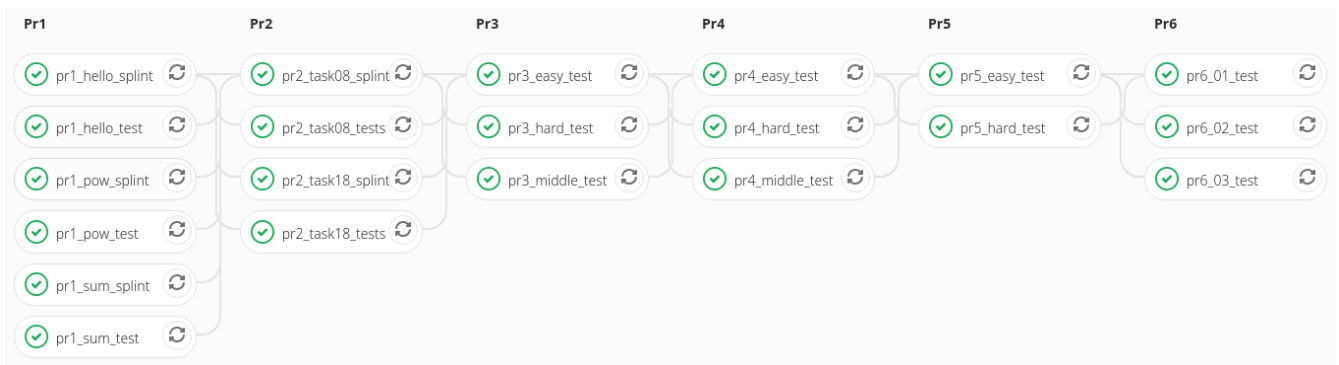 Pr1
pr1_hello_splint
pr1_hello_test
pr1_pow_splint
pr1_pow_test
pr1_sum_splint
pr1_sum_test
Pr2
pr2_task08_splint
pr2_task08_tests
pr2_task18_splint
pr2_task18_tests
Pr3
pr3_easy_test
pr3_hard_test
pr3_middle_test
Pr4
pr4_easy_test
pr4_hard_test
pr4_middle_test
Pr5
pr5_easy_test
pr5_hard_test
Pr6
pr6_01_test
pr6_02_test
pr6_03_test